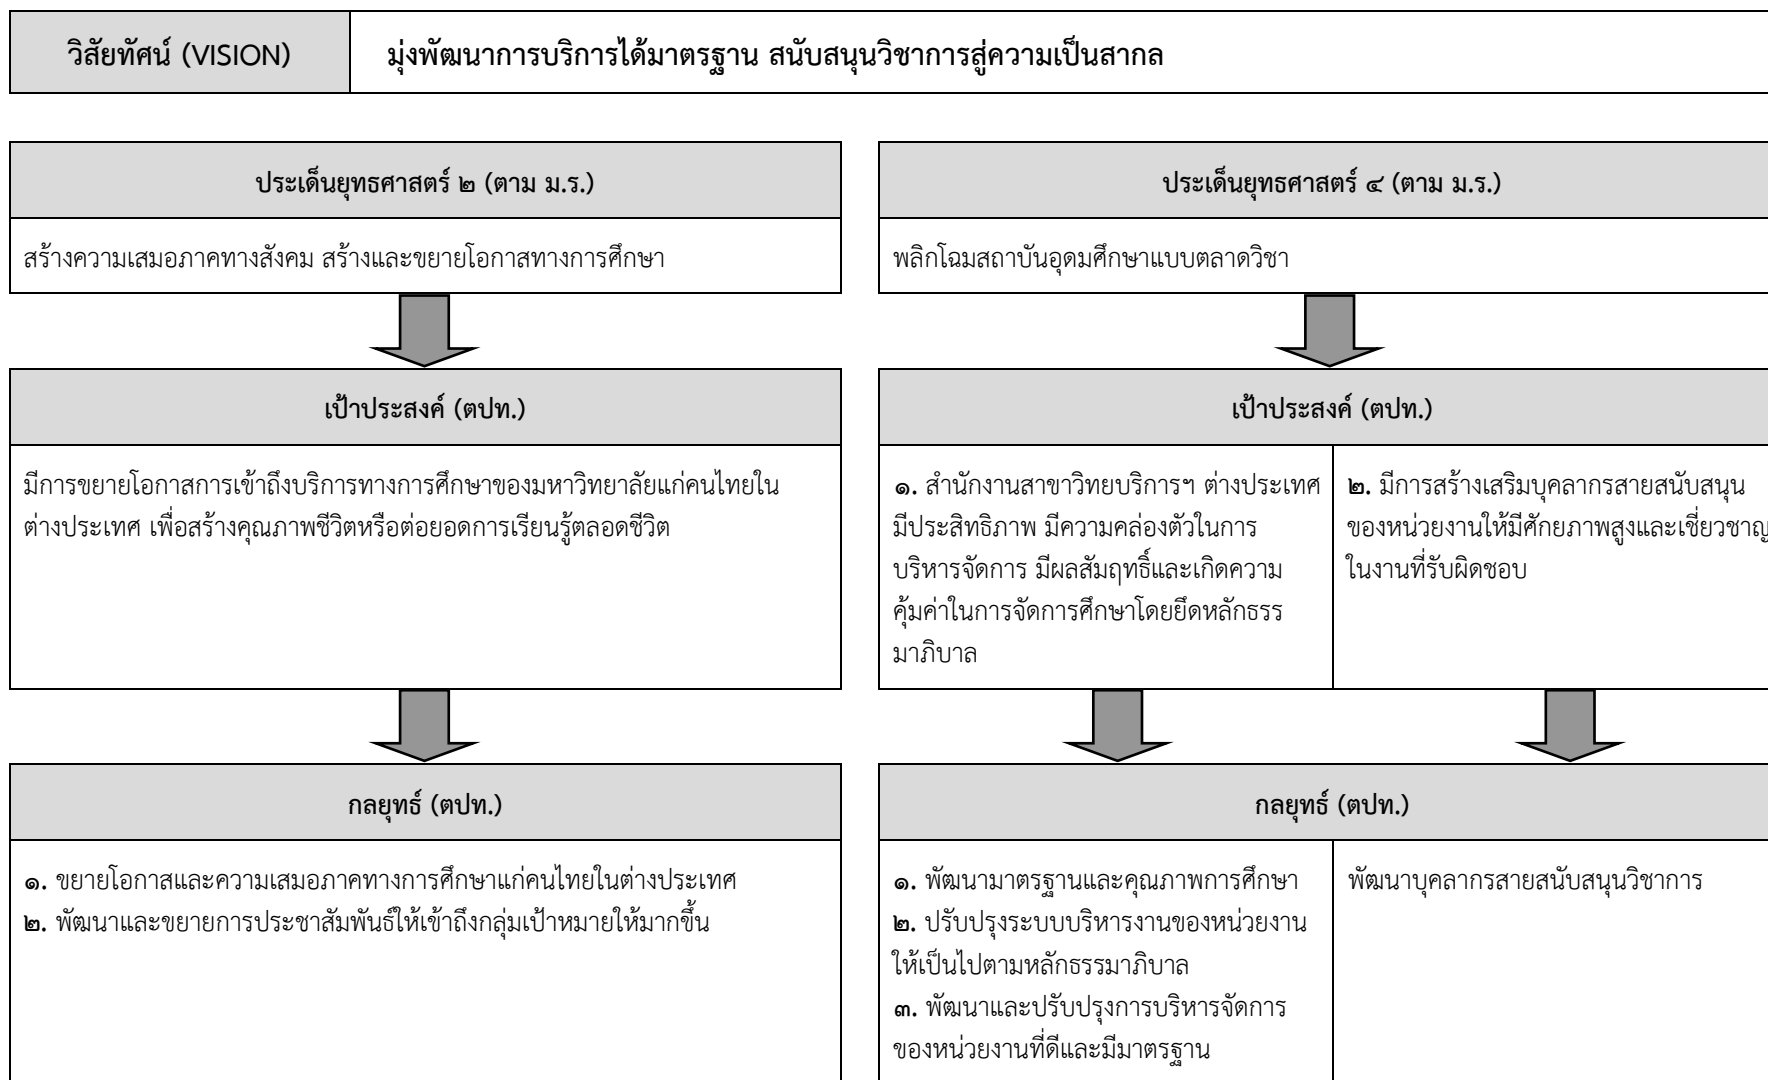 วิสัยทัศน์ (VISION)
มุ่งพัฒนาการบริการได้มาตรฐาน สนับสนุนวิชาการสู่ความเป็นสากล
ประเด็นยุทธศาสตร์ ๒ (ตาม ม.ร.)
สร้างความเสมอภาคทางสังคม สร้างและขยายโอกาสทางการศึกษา
เป้าประสงค์ (ตปท.)
มีการขยายโอกาสการเข้าถึงบริการทางการศึกษาของมหาวิทยาลัยแก่คนไทยใน
ต่างประเทศ เพื่อสร้างคุณภาพชีวิตหรือต่อยอดการเรียนรู้ตลอดชีวิต
กลยุทธ์ (ตปท.)
๑. ขยายโอกาสและความเสมอภาคทางการศึกษาแก่คนไทยในต่างประเทศ
๒. พัฒนาและขยายการประชาสัมพันธ์ให้เข้าถึงกลุ่มเป้าหมายให้มากขึ้น
ประเด็นยุทธศาสตร์ ๔ (ตาม ม.ร.)
พลิกโฉมสถาบันอุดมศึกษาแบบตลาดวิชา
เป้าประสงค์ (ตปท.)
๑. สำนักงานสาขาวิทยบริการฯ ต่างประเทศ
มีประสิทธิภาพ มีความคล่องตัวในการ
บริหารจัดการ มีผลสัมฤทธิ์และเกิดความ
คุ้มค่าในการจัดการศึกษาโดยยึดหลักธรร
มาภิบาล
๒. มีการสร้างเสริมบุคลากรสายสนับสนุน
ของหน่วยงานให้มีศักยภาพสูงและเชี่ยวชาญ
ในงานที่รับผิดชอบ
กลยุทธ์ (ตปท.)
๑. พัฒนามาตรฐานและคุณภาพการศึกษา
๒. ปรับปรุงระบบบริหารงานของหน่วยงาน
ให้เป็นไปตามหลักธรรมาภิบาล
๓. พัฒนาและปรับปรุงการบริหารจัดการ
ของหน่วยงานที่ดีและมีมาตรฐาน
พัฒนาบุคลากรสายสนับสนุนวิชาการ